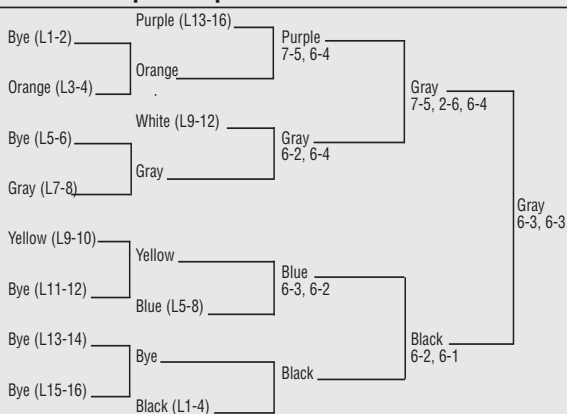 Bye (L1-2)
Orange (L3-4)
Bye (L5-6)
Gray (L7-8)
Yellow (L9-10)
Bye (L11-12)
Bye (L13-14)
Bye (L15-16)
Purple (L13-16)
Orange
White (L9-12)
Gray
Yellow
Blue (L5-8)
Bye
Black (L1-4)
Purple
7-5, 6-4
Gray
6-2, 6-4
Blue
6-3, 6-2
Black
Gray
7-5, 2-6, 6-4
Black
6-2, 6-1
Gray
6-3, 6-3